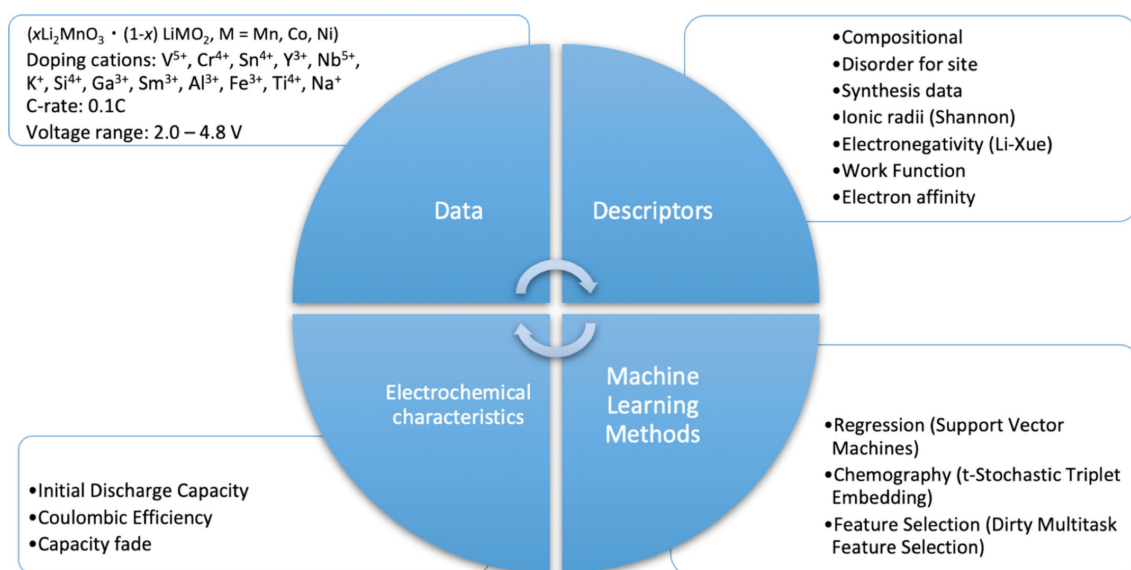 (xLi₂MnO₃ · (1-x) LiMO₂, M = Mn, Co, Ni)
Doping cations: V⁵⁺, Cr⁴⁺, Sn⁴⁺, Y³⁺, Nb⁵⁺,
K⁺, Si⁴⁺, Ga³⁺, Sm³⁺, Al³⁺, Fe³⁺, Ti⁴⁺, Na⁺
C-rate: 0.1C
Voltage range: 2.0 – 4.8 V
•Compositional
•Disorder for site
•Synthesis data
•Ionic radii (Shannon)
•Electronegativity (Li-Xue)
•Work Function
•Electron affinity
Data
Descriptors
Electrochemical
characteristics
Machine
Learning
Methods
•Initial Discharge Capacity
•Coulombic Efficiency
•Capacity fade
•Regression (Support Vector
Machines)
•Chemography (t-Stochastic Triplet
Embedding)
•Feature Selection (Dirty Multitask
Feature Selection)